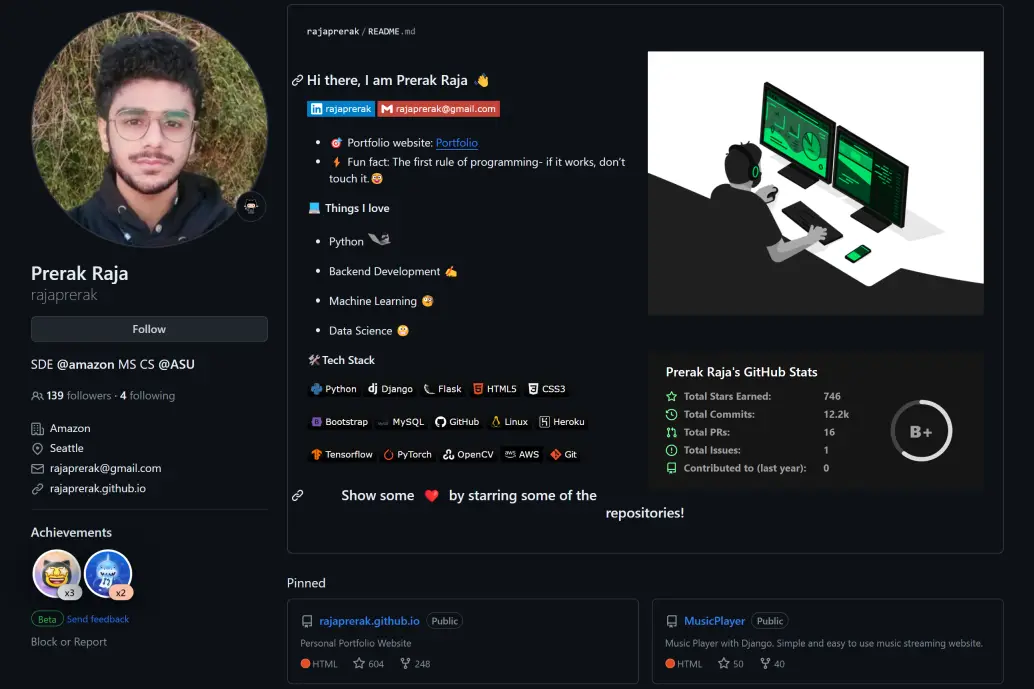 Prerak Raja
rajaprerak
Follow
SDE @amazon MS CS @ASU
139 followers · 4 following
Amazon
Seattle
rajaprerak@gmail.com
rajaprerak.github.io
Achievements
x3
x2
Beta Send feedback
Block or Report
rajaprerak / README.md
Hi there, I am Prerak Raja 👋
in rajaprerak rajaprerak@gmail.com
• 🎯 Portfolio website: Portfolio
• ⚡ Fun fact: The first rule of programming- if it works, don't
touch it.🤡
💻 Things I love
• Python
• Backend Development ✍
• Machine Learning
• Data Science
🛠 Tech Stack
Python dj Django Flask HTML5 CSS3
Bootstrap MySQL GitHub Linux Heroku
Tensorflow PyTorch OpenCV AWS Git
Show some ❤ by starring some of the
repositories!
Prerak Raja's GitHub Stats
Total Stars Earned: 746
Total Commits: 12.2k
Total PRs: 16
Total Issues: 1
Contributed to (last year): 0
B+
Pinned
rajaprerak.github.io Public
Personal Portfolio Website
HTML 604 248
MusicPlayer Public
Music Player with Django. Simple and easy to use music streaming website.
HTML 50 40